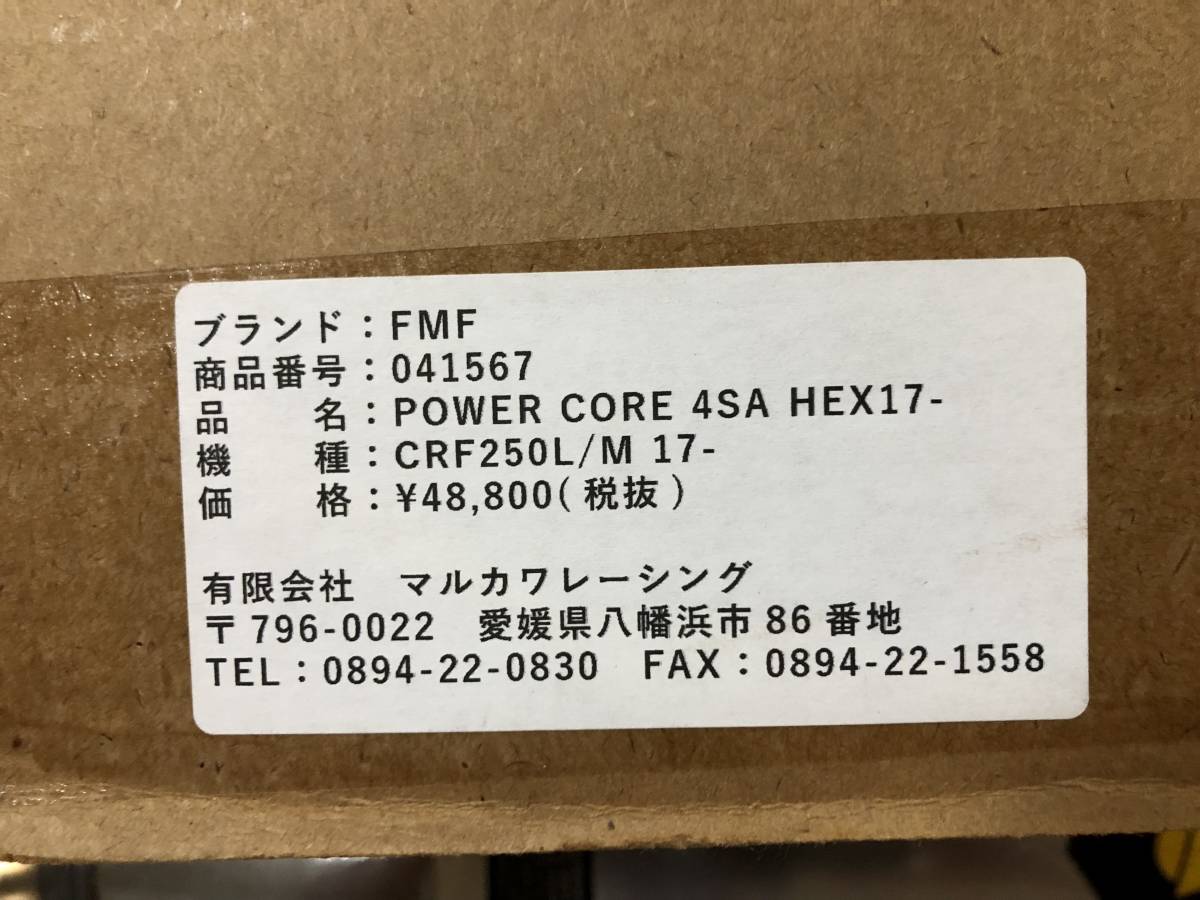 ブランド：FMF
商品番号：041567
品　　名：POWER CORE 4SA HEX17-
機　　種：CRF250L/M 17-
価　　格：¥48,800(税抜)
有限会社　マルカワレーシング
〒796-0022　愛媛県八幡浜市86番地
TEL：0894-22-0830　FAX：0894-22-1558